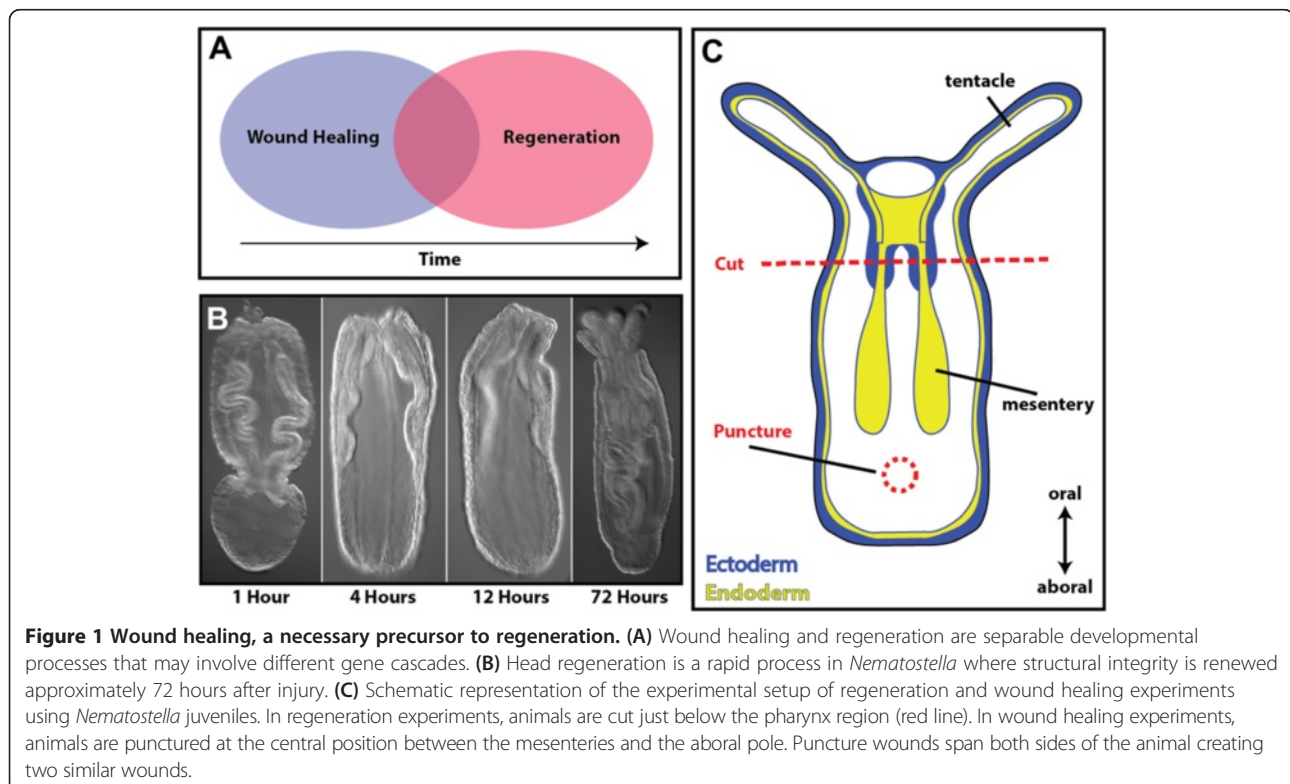 A
Wound Healing
Regeneration
Time
B
1 Hour
4 Hours
12 Hours
72 Hours
C
tentacle
Cut
mesentery
Puncture
oral
aboral
Ectoderm
Endoderm
Figure 1 Wound healing, a necessary precursor to regeneration. (A) Wound healing and regeneration are separable developmental
processes that may involve different gene cascades. (B) Head regeneration is a rapid process in Nematostella where structural integrity is renewed
approximately 72 hours after injury. (C) Schematic representation of the experimental setup of regeneration and wound healing experiments
using Nematostella juveniles. In regeneration experiments, animals are cut just below the pharynx region (red line). In wound healing experiments,
animals are punctured at the central position between the mesenteries and the aboral pole. Puncture wounds span both sides of the animal creating
two similar wounds.